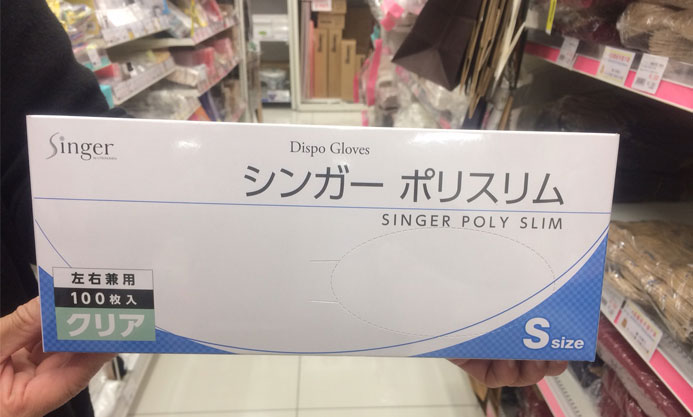 Singer
Dispo Gloves
シンガー ポリスリム
SINGER POLY SLIM
左右兼用
100枚入
クリア
S size